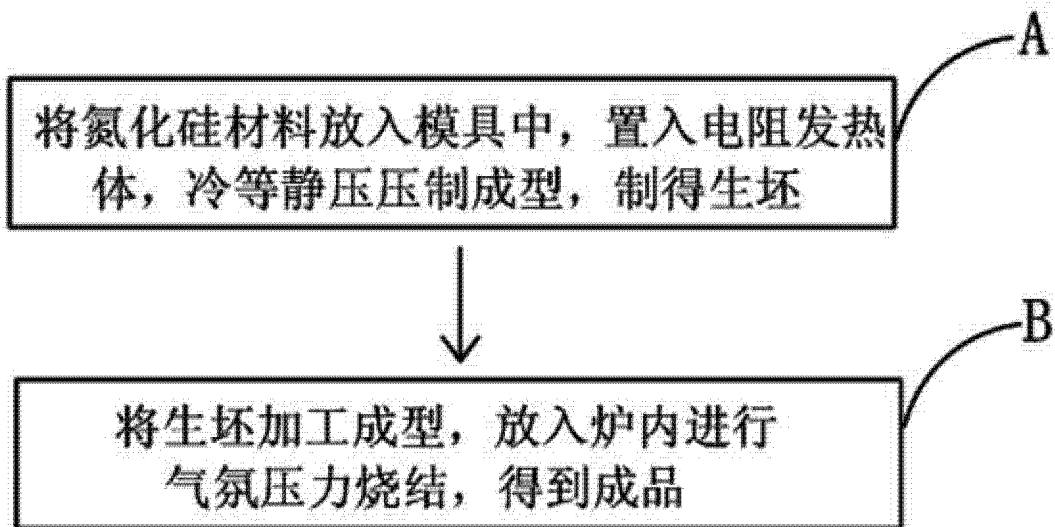 A
将氮化硅材料放入模具中，置入电阻发热
体，冷等静压压制成型，制得生坯
B
将生坯加工成型，放入炉内进行
气氛压力烧结，得到成品